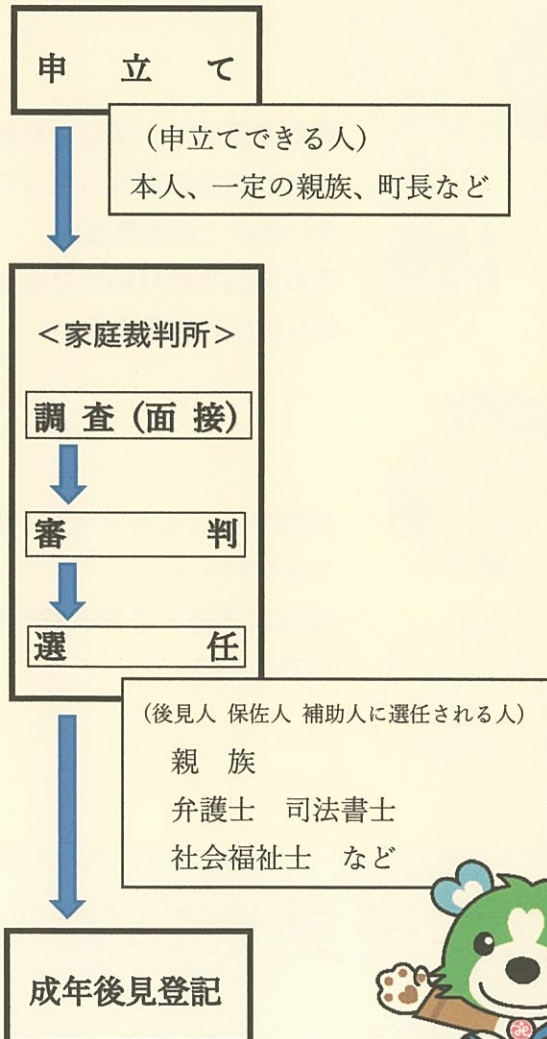 申立て
(申立てできる人)
本人、一定の親族、町長など
<家庭裁判所>
調査(面接)
審判
選任
(後見人 保佐人 補助人に選任される人)
親族
弁護士 司法書士
社会福祉士 など
成年後見登記